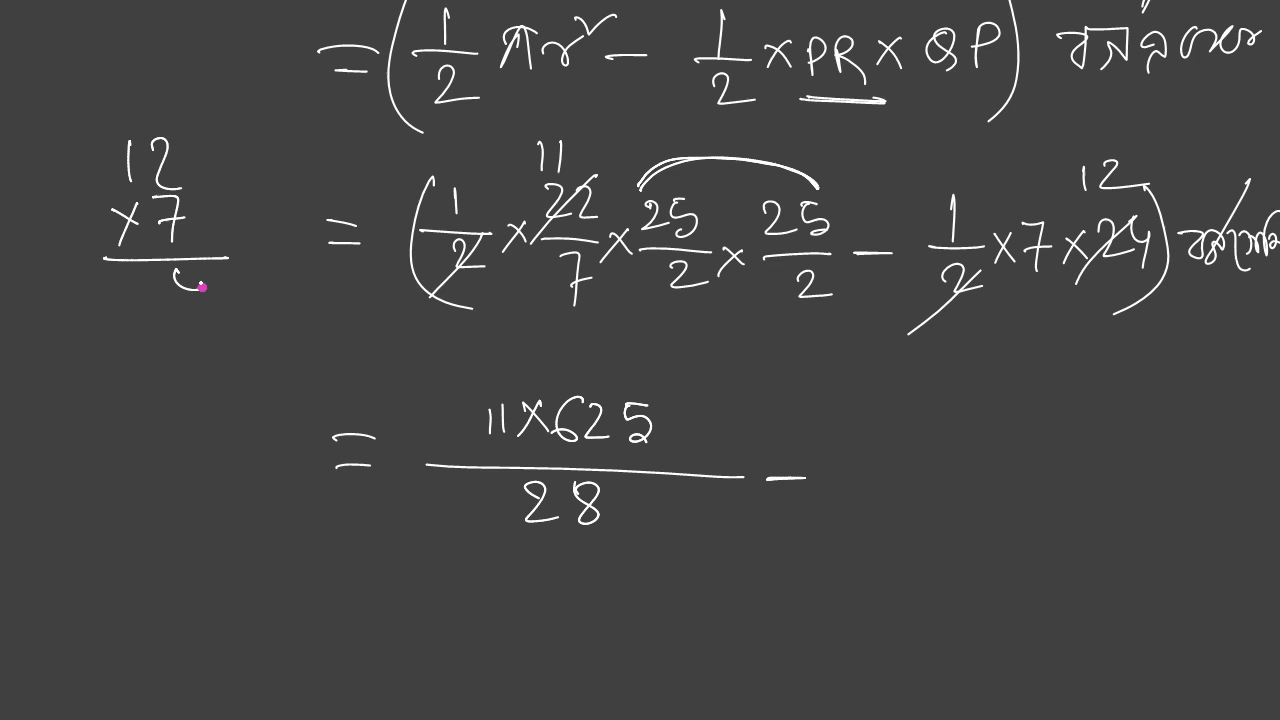 = (1/2 πr² − 1/2 × PR × QP)
12
× 7
= (1/2 × 22/7 × 25/2 × 25/2 − 1/2 × 7 × 24)
11
12
= 11×625/28 −